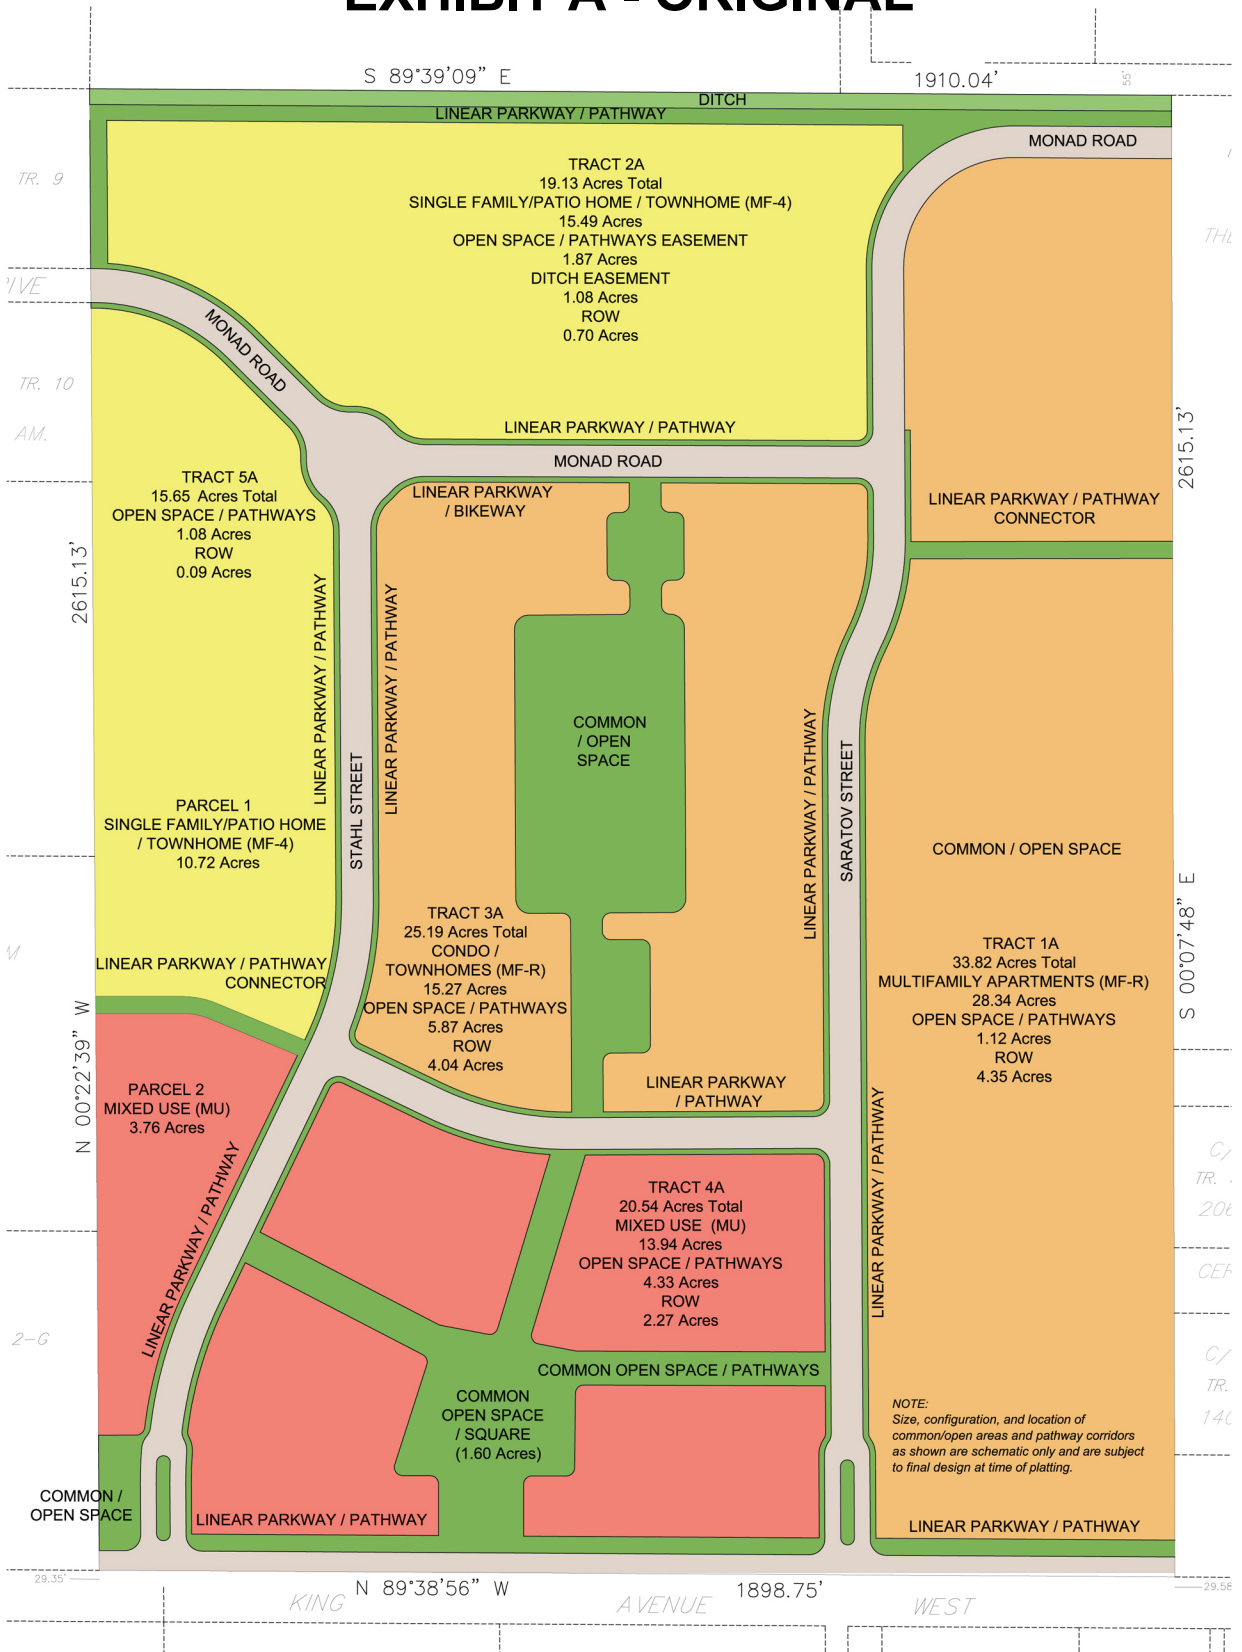 EXHIBIT A - ORIGINAL
S 89°39'09" E
1910.04'
55'
DITCH
LINEAR PARKWAY / PATHWAY
MONAD ROAD
TR. 9
TRACT 2A
19.13 Acres Total
SINGLE FAMILY/PATIO HOME / TOWNHOME (MF-4)
15.49 Acres
OPEN SPACE / PATHWAYS EASEMENT
1.87 Acres
DITCH EASEMENT
1.08 Acres
ROW
0.70 Acres
MONAD ROAD
TR. 10
AM.
LINEAR PARKWAY / PATHWAY
MONAD ROAD
2615.13'
TRACT 5A
15.65 Acres Total
OPEN SPACE / PATHWAYS
1.08 Acres
ROW
0.09 Acres
LINEAR PARKWAY
/ BIKEWAY
LINEAR PARKWAY / PATHWAY
CONNECTOR
2615.13'
LINEAR PARKWAY / PATHWAY
LINEAR PARKWAY / PATHWAY
STAHL STREET
COMMON
/ OPEN
SPACE
LINEAR PARKWAY / PATHWAY
SARATOV STREET
PARCEL 1
SINGLE FAMILY/PATIO HOME
/ TOWNHOME (MF-4)
10.72 Acres
COMMON / OPEN SPACE
S 00°07'48" E
TRACT 3A
25.19 Acres Total
CONDO /
TOWNHOMES (MF-R)
15.27 Acres
OPEN SPACE / PATHWAYS
5.87 Acres
ROW
4.04 Acres
TRACT 1A
33.82 Acres Total
MULTIFAMILY APARTMENTS (MF-R)
28.34 Acres
OPEN SPACE / PATHWAYS
1.12 Acres
ROW
4.35 Acres
LINEAR PARKWAY / PATHWAY
CONNECTOR
N 00°22'39" W
PARCEL 2
MIXED USE (MU)
3.76 Acres
LINEAR PARKWAY
/ PATHWAY
LINEAR PARKWAY / PATHWAY
LINEAR PARKWAY / PATHWAY
TR.
TRACT 4A
20.54 Acres Total
MIXED USE (MU)
13.94 Acres
OPEN SPACE / PATHWAYS
4.33 Acres
ROW
2.27 Acres
2-G
TR.
COMMON OPEN SPACE / PATHWAYS
COMMON
OPEN SPACE
/ SQUARE
(1.60 Acres)
NOTE:
Size, configuration, and location of
common/open areas and pathway corridors
as shown are schematic only and are subject
to final design at time of platting.
COMMON /
OPEN SPACE
LINEAR PARKWAY / PATHWAY
LINEAR PARKWAY / PATHWAY
29.35'
N 89°38'56" W
1898.75'
KING AVENUE WEST